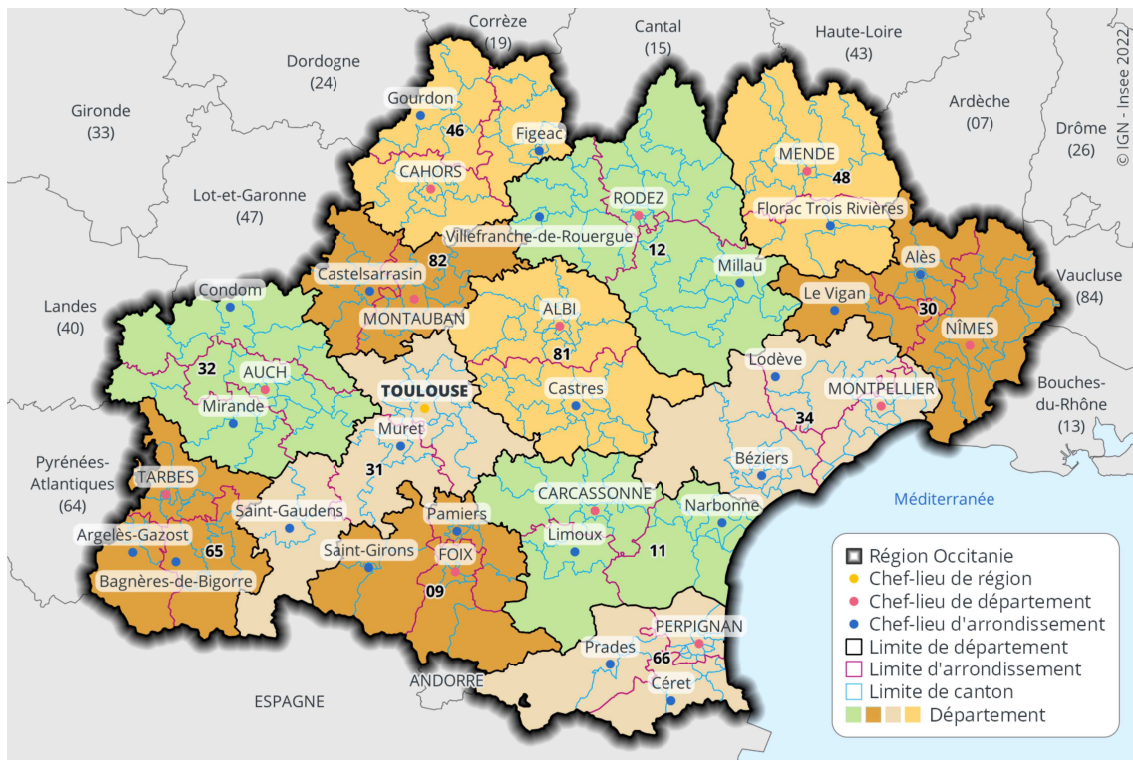 Corrèze
(19)
Cantal
(15)
Haute-Loire
(43)
Dordogne
(24)
Gironde
(33)
Ardèche
(07)
Drôme
(26)
© IGN - Insee 2022
Gourdon
46
Figeac
CAHORS
MENDE
48
Lot-et-Garonne
(47)
RODEZ
Florac Trois Rivières
Villefranche-de-Rouergue
12
82
Castelsarrasin
MONTAUBAN
Millau
Alès
Le Vigan
30
NÎMES
Vaucluse
(84)
Landes
(40)
Condom
ALBI
81
32
AUCH
Mirande
TOULOUSE
Castres
Lodève
MONTPELLIER
34
Bouches-
du-Rhône
(13)
Muret
31
Béziers
Pyrénées-
Atlantiques
(64)
TARBES
Saint-Gaudens
CARCASSONNE
Narbonne
Méditerranée
Pamiers
Argelès-Gazost
65
Saint-Girons
FOIX
Limoux
11
Bagnères-de-Bigorre
09
PERPIGNAN
Prades
66
Céret
ANDORRE
ESPAGNE
Région Occitanie
Chef-lieu de région
Chef-lieu de département
Chef-lieu d'arrondissement
Limite de département
Limite d'arrondissement
Limite de canton
Département